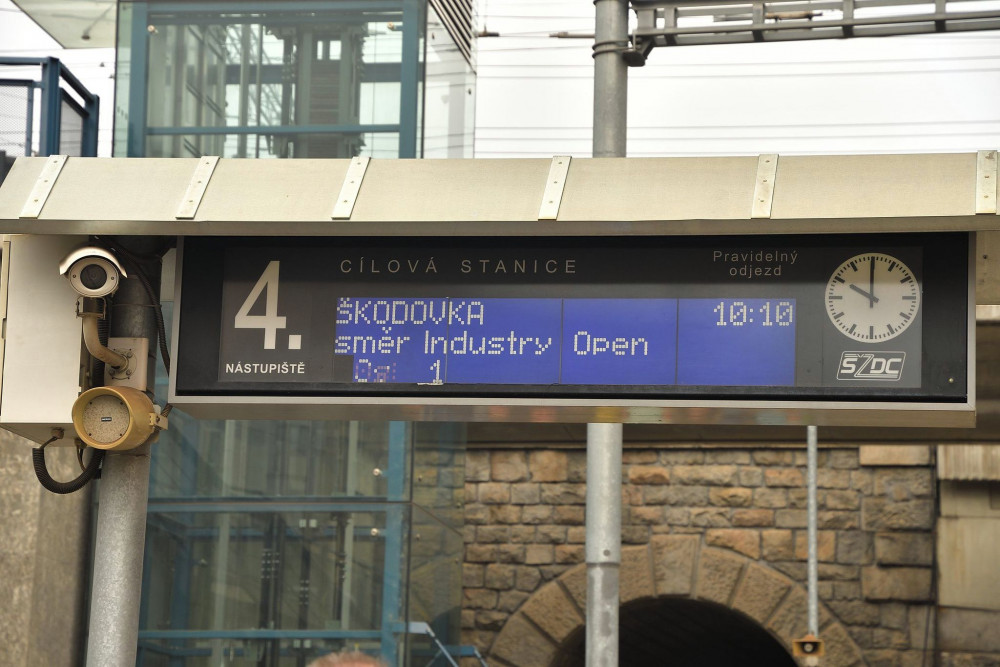 4.
NÁSTUPIŠTĚ
CÍLOVÁ STANICE
Pravidelný
odjezd
ŠKODOVKA 10:10
směr Industry Open
1
SŽDC